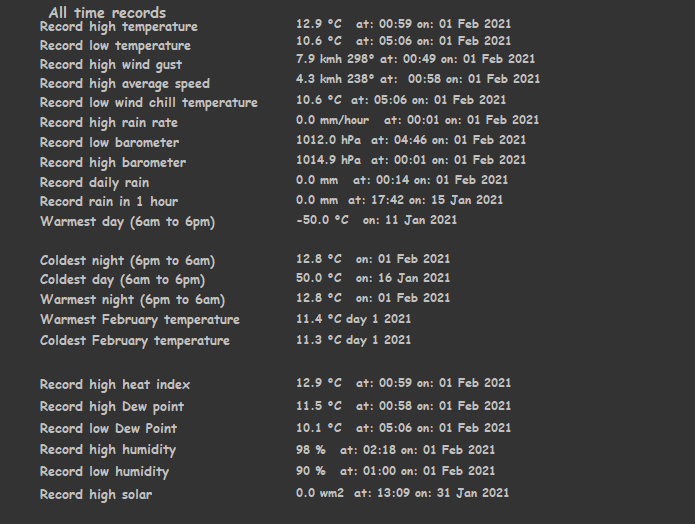 All time records
Record high temperature 12.9 °C at: 00:59 on: 01 Feb 2021
Record low temperature 10.6 °C at: 05:06 on: 01 Feb 2021
Record high wind gust 7.9 kmh 298° at: 00:49 on: 01 Feb 2021
Record high average speed 4.3 kmh 238° at: 00:58 on: 01 Feb 2021
Record low wind chill temperature 10.6 °C at: 05:06 on: 01 Feb 2021
Record high rain rate 0.0 mm/hour at: 00:01 on: 01 Feb 2021
Record low barometer 1012.0 hPa at: 04:46 on: 01 Feb 2021
Record high barometer 1014.9 hPa at: 00:01 on: 01 Feb 2021
Record daily rain 0.0 mm at: 00:14 on: 01 Feb 2021
Record rain in 1 hour 0.0 mm at: 17:42 on: 15 Jan 2021
Warmest day (6am to 6pm) -50.0 °C on: 11 Jan 2021
Coldest night (6pm to 6am) 12.8 °C on: 01 Feb 2021
Coldest day (6am to 6pm) 50.0 °C on: 16 Jan 2021
Warmest night (6pm to 6am) 12.8 °C on: 01 Feb 2021
Warmest February temperature 11.4 °C day 1 2021
Coldest February temperature 11.3 °C day 1 2021
Record high heat index 12.9 °C at: 00:59 on: 01 Feb 2021
Record high Dew point 11.5 °C at: 00:58 on: 01 Feb 2021
Record low Dew Point 10.1 °C at: 05:06 on: 01 Feb 2021
Record high humidity 98 % at: 02:18 on: 01 Feb 2021
Record low humidity 90 % at: 01:00 on: 01 Feb 2021
Record high solar 0.0 wm2 at: 13:09 on: 31 Jan 2021